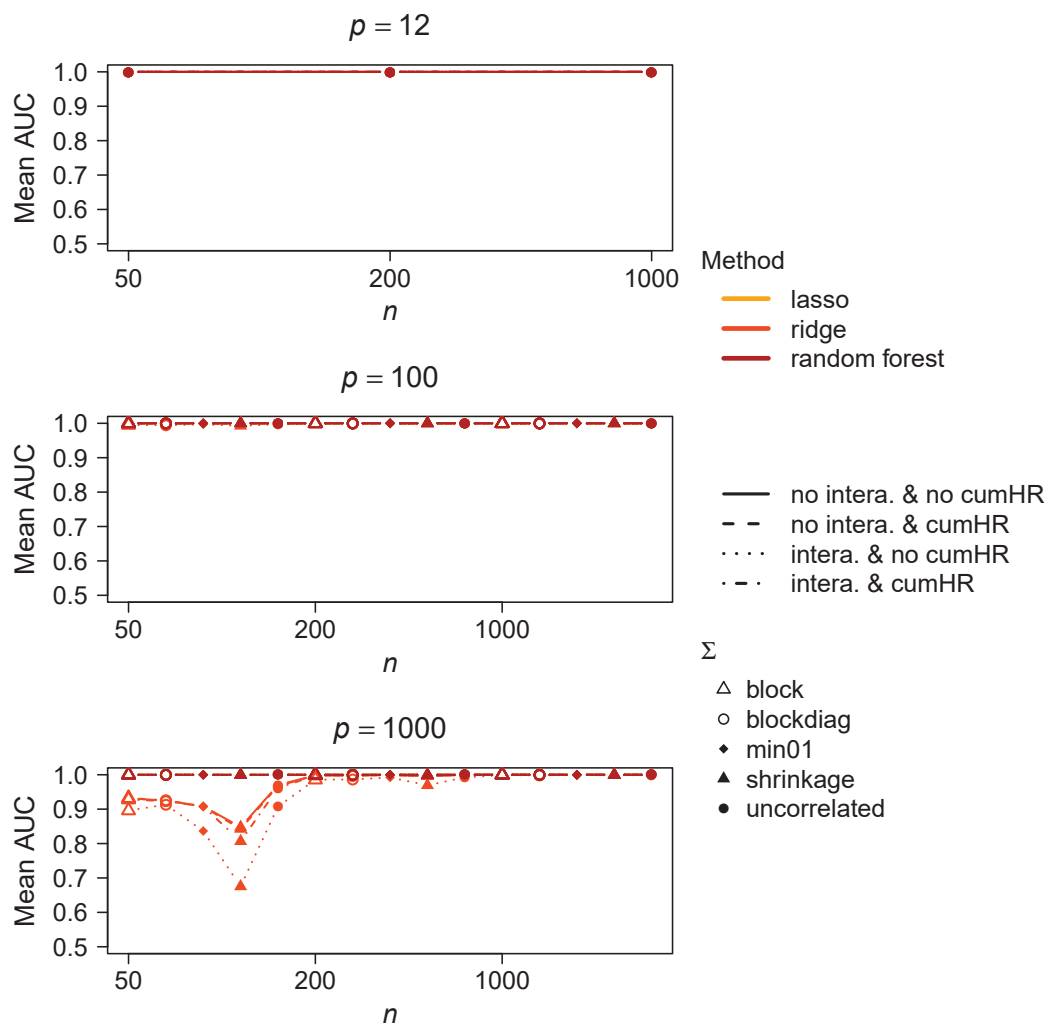 p = 12
1.0
0.9
0.8
0.7
0.6
0.5
Mean AUC
50 200 1000
n
p = 100
1.0
0.9
0.8
0.7
0.6
0.5
Mean AUC
50 200 1000
n
p = 1000
1.0
0.9
0.8
0.7
0.6
0.5
Mean AUC
50 200 1000
n
Method
lasso
ridge
random forest
no intera. & no cumHR
no intera. & cumHR
intera. & no cumHR
intera. & cumHR
Σ
block
blockdiag
min01
shrinkage
uncorrelated